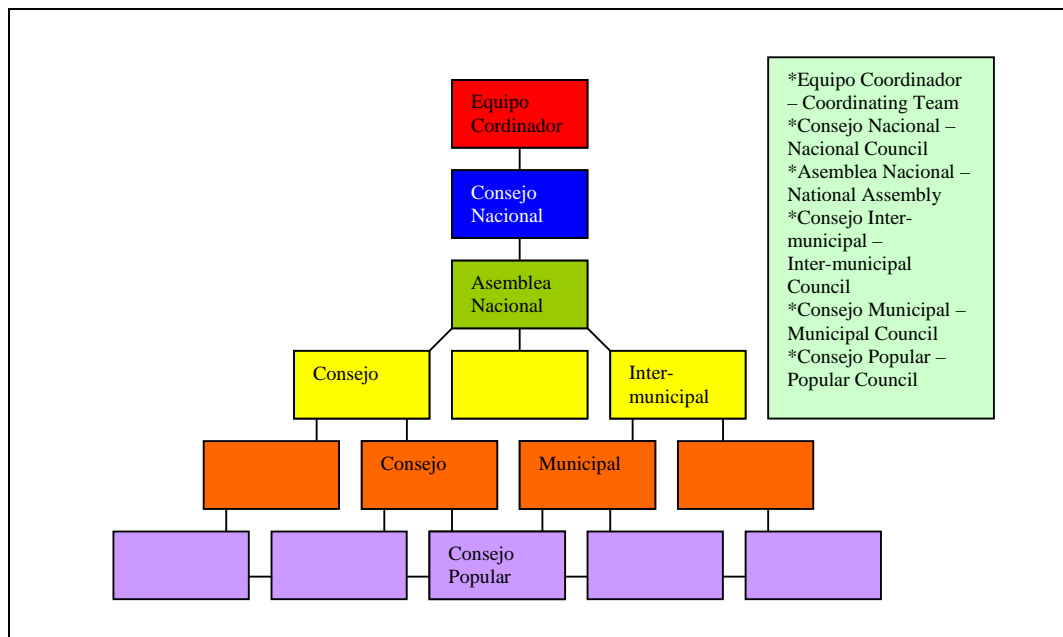 Equipo
Cordinador
Consejo
Nacional
Asemblea
Nacional
Consejo
Inter-
municipal
Consejo
Municipal
Consejo
Popular
*Equipo Coordinador
– Coordinating Team
*Consejo Nacional –
Nacional Council
*Asemblea Nacional –
National Assembly
*Consejo Inter-
municipal –
Inter-municipal
Council
*Consejo Municipal –
Municipal Council
*Consejo Popular –
Popular Council